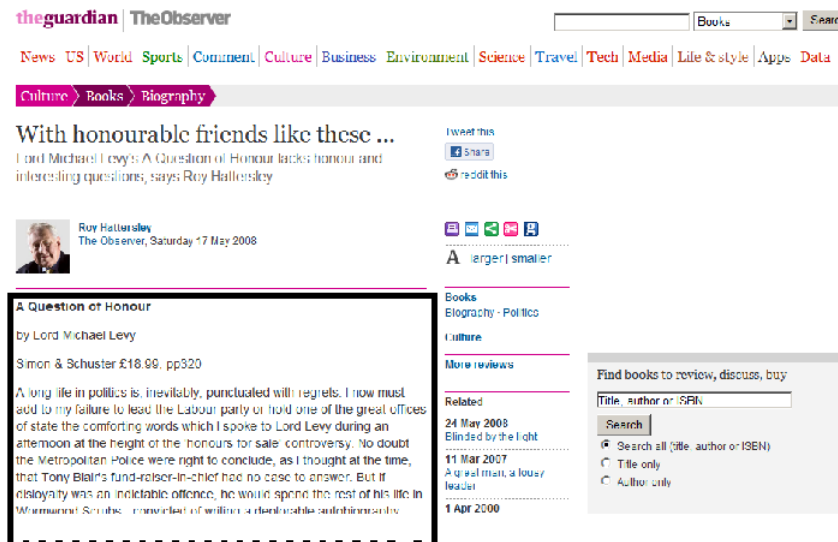 theguardian TheObserver
Books Searc
News US World Sports Comment Culture Business Environment Science Travel Tech Media Life & style Apps Data
Culture Books Biography
With honourable friends like these ...
Lord Michael Levy's A Question of Honour lacks honour and
interesting questions, says Roy Hattersley
Roy Hattersley
The Observer, Saturday 17 May 2008
A Question of Honour
by Lord Michael Levy
Simon & Schuster £18.99, pp320
A long life in politics is, inevitably, punctuated with regrets. I now must
add to my failure to lead the Labour party or hold one of the great offices
of state the comforting words which I spoke to Lord Levy during an
afternoon at the height of the 'honours for sale' controversy. No doubt
the Metropolitan Police were right to conclude, as I thought at the time,
that Tony Blair's fund-raiser-in-chief had no case to answer. But if
disloyalty was an indictable offence, he would spend the rest of his life in
Wormwood Scrubs - convicted of writing a deplorable autobiography
Tweet this
Share
reddit this
A larger | smaller
Books
Biography · Politics
Culture
More reviews
Related
24 May 2008
Blinded by the light
11 Mar 2007
A great man, a lousy
leader
1 Apr 2000
Find books to review, discuss, buy
Title, author or ISBN
Search
Search all (title, author or ISBN)
Title only
Author only